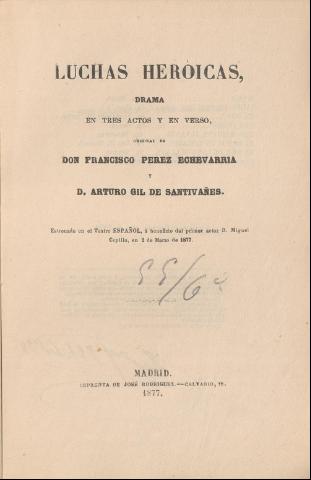 LUCHAS HERÓICAS,
DRAMA
EN TRES ACTOS Y EN VERSO,
ORIGINAL DE
DON FRANCISCO PEREZ ECHEVARRIA
Y
D. ARTURO GIL DE SANTIVAÑES.
Estrenado en el Teatro ESPAÑOL, á beneficio del primer actor D. Miguel
Cepillo, en 2 de Marzo de 1877.
MADRID.
IMPRENTA DE JOSÉ RODRIGUEZ.—CALVARIO, 18.
1877.